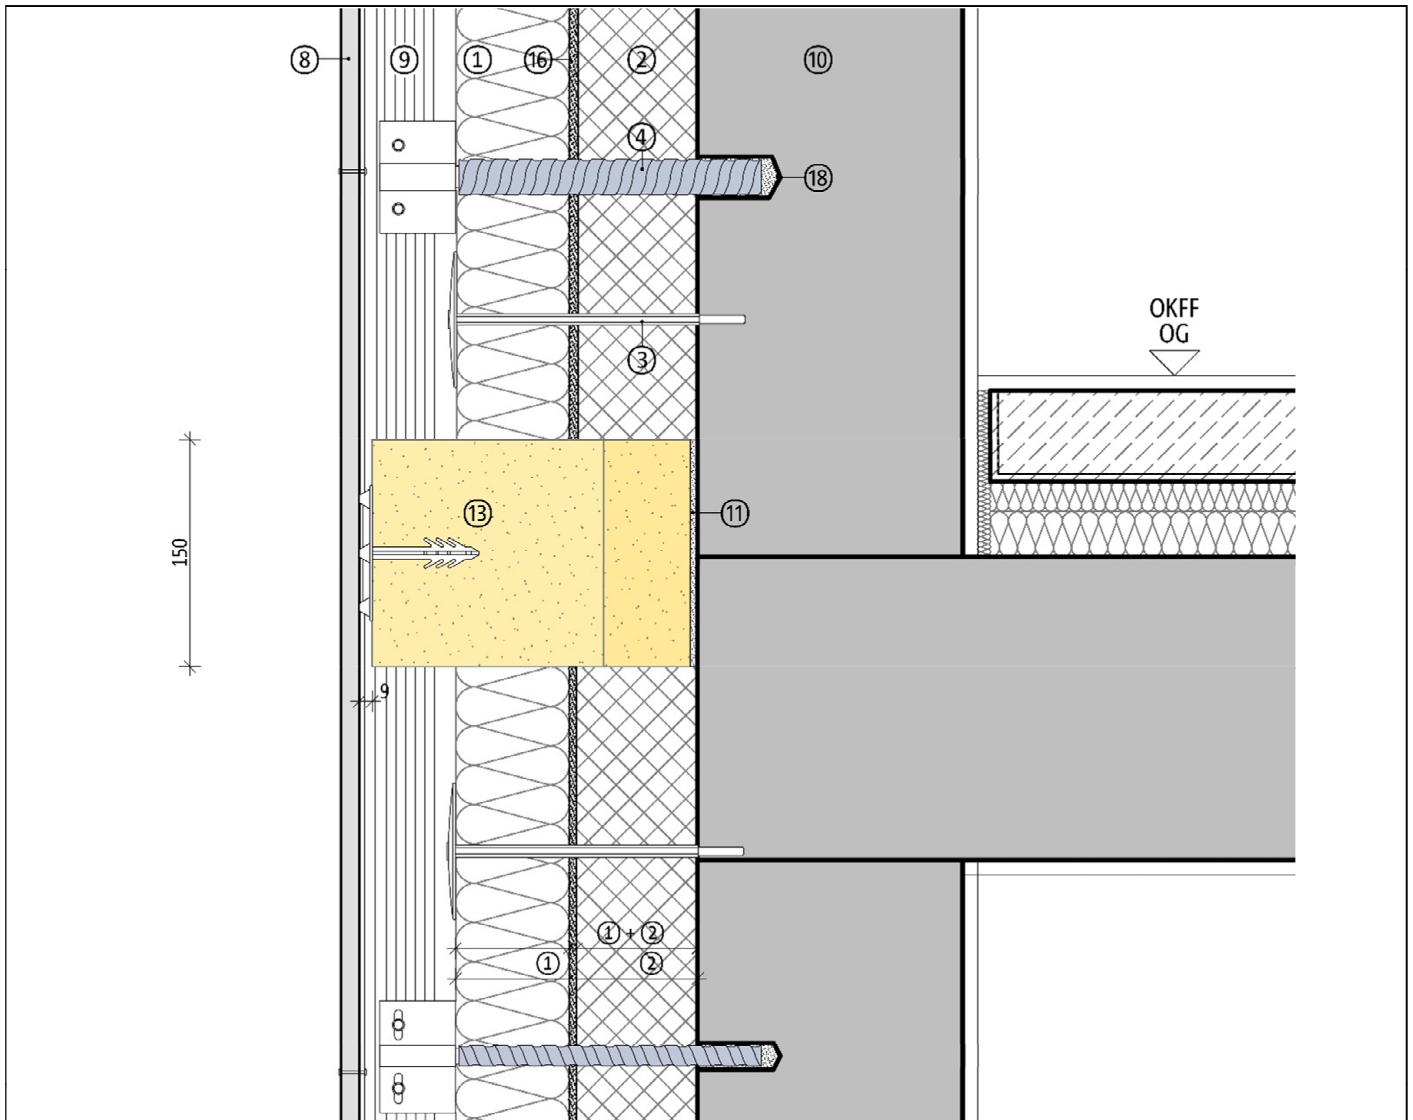 ⑧ ⑨ ① ⑯ ② ⑩
④
⑱
③
OKFF
OG
⑬ ⑪
150
9
① + ②
① ②